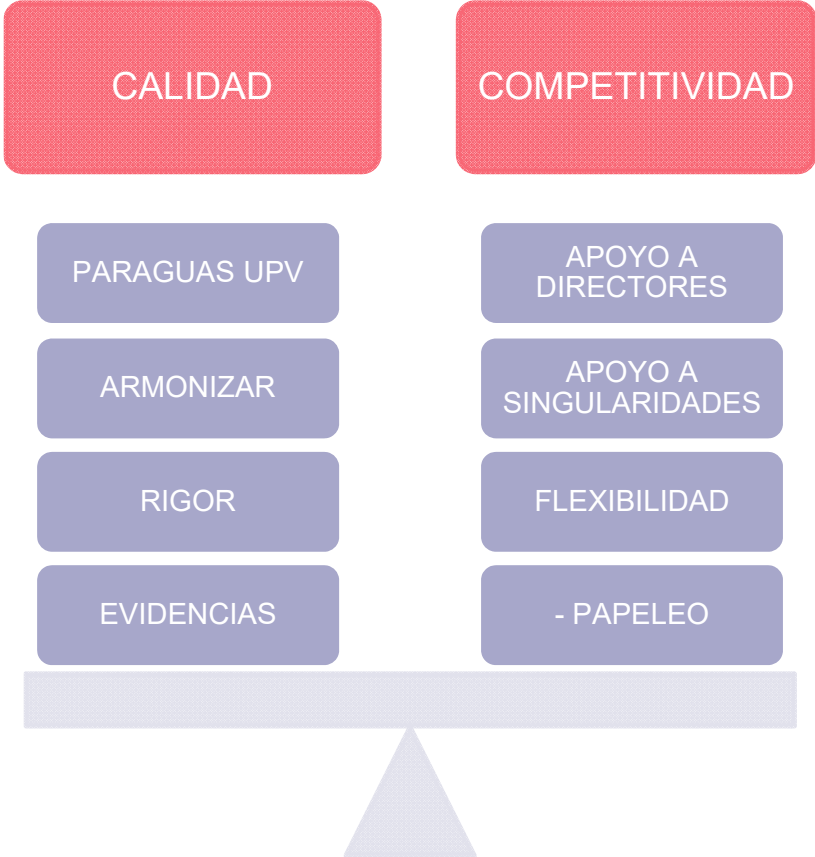 CALIDAD
COMPETITIVIDAD
PARAGUAS UPV
APOYO A
DIRECTORES
ARMONIZAR
APOYO A
SINGULARIDADES
RIGOR
FLEXIBILIDAD
EVIDENCIAS
- PAPELEO